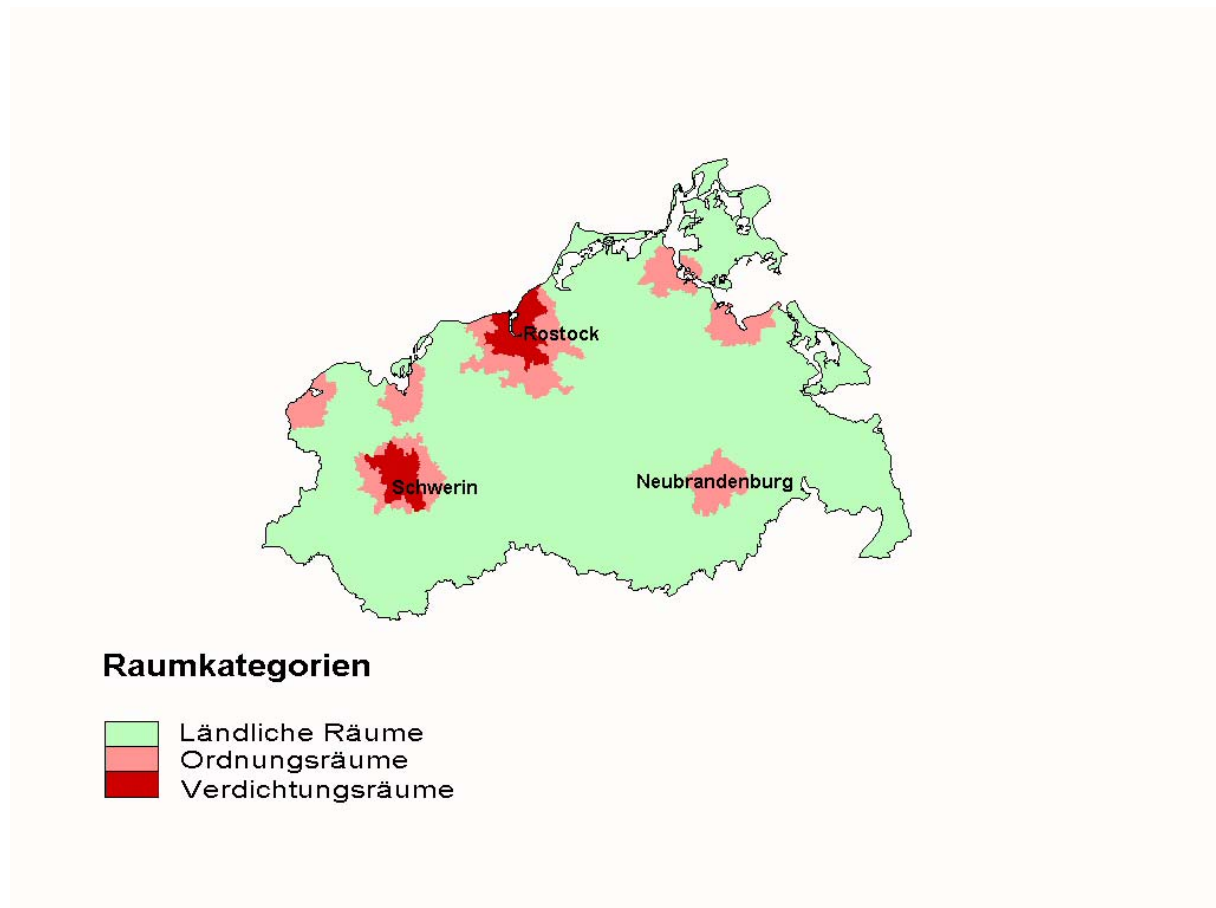 Rostock
Neubrandenburg
Schwerin
Raumkategorien
Ländliche Räume
Ordnungsräume
Verdichtungsräume